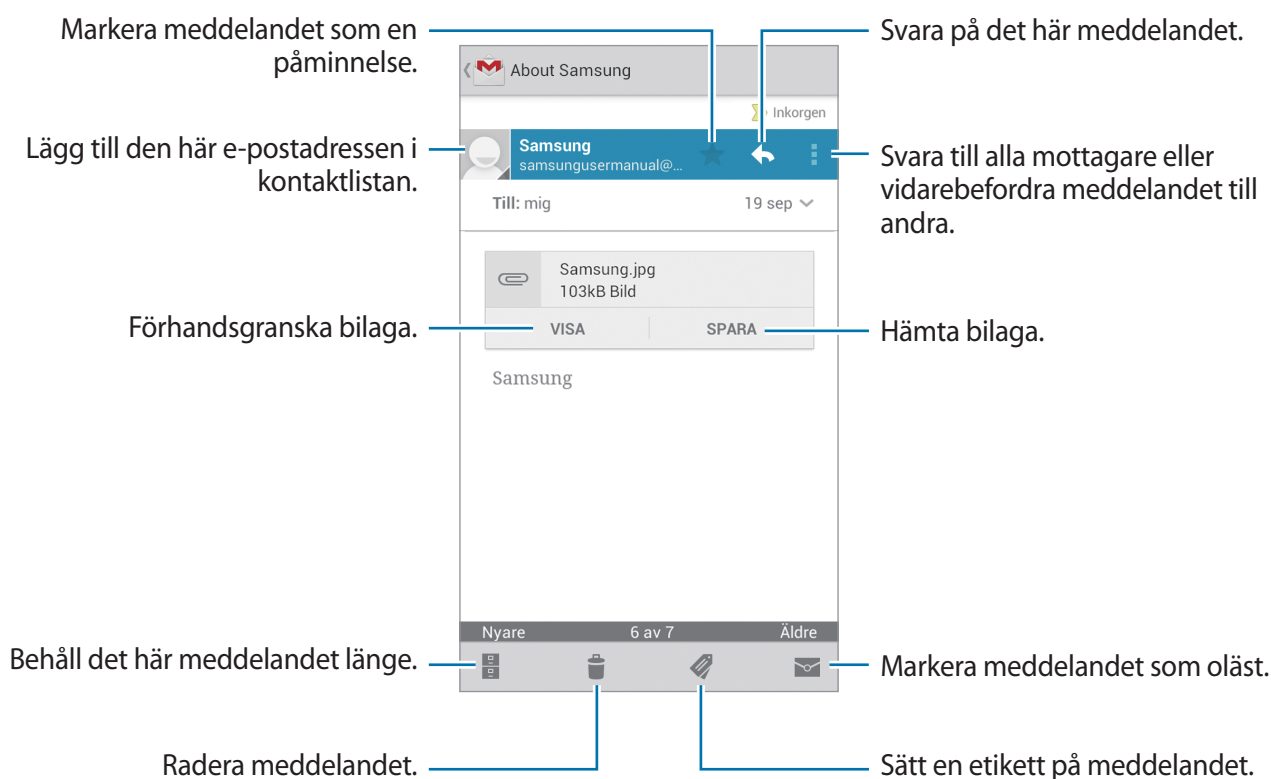 Markera meddelandet som en
påminnelse.
Svara på det här meddelandet.
About Samsung
Inkorgen
Lägg till den här e-postadressen i
kontaktlistan.
Samsung
samsungusermanual@...
Svara till alla mottagare eller
vidarebefordra meddelandet till
andra.
Till: mig
19 sep
Samsung.jpg
103kB Bild
Förhandsgranska bilaga.
VISA
SPARA
Hämta bilaga.
Samsung
Nyare
6 av 7
Äldre
Behåll det här meddelandet länge.
Markera meddelandet som oläst.
Radera meddelandet.
Sätt en etikett på meddelandet.